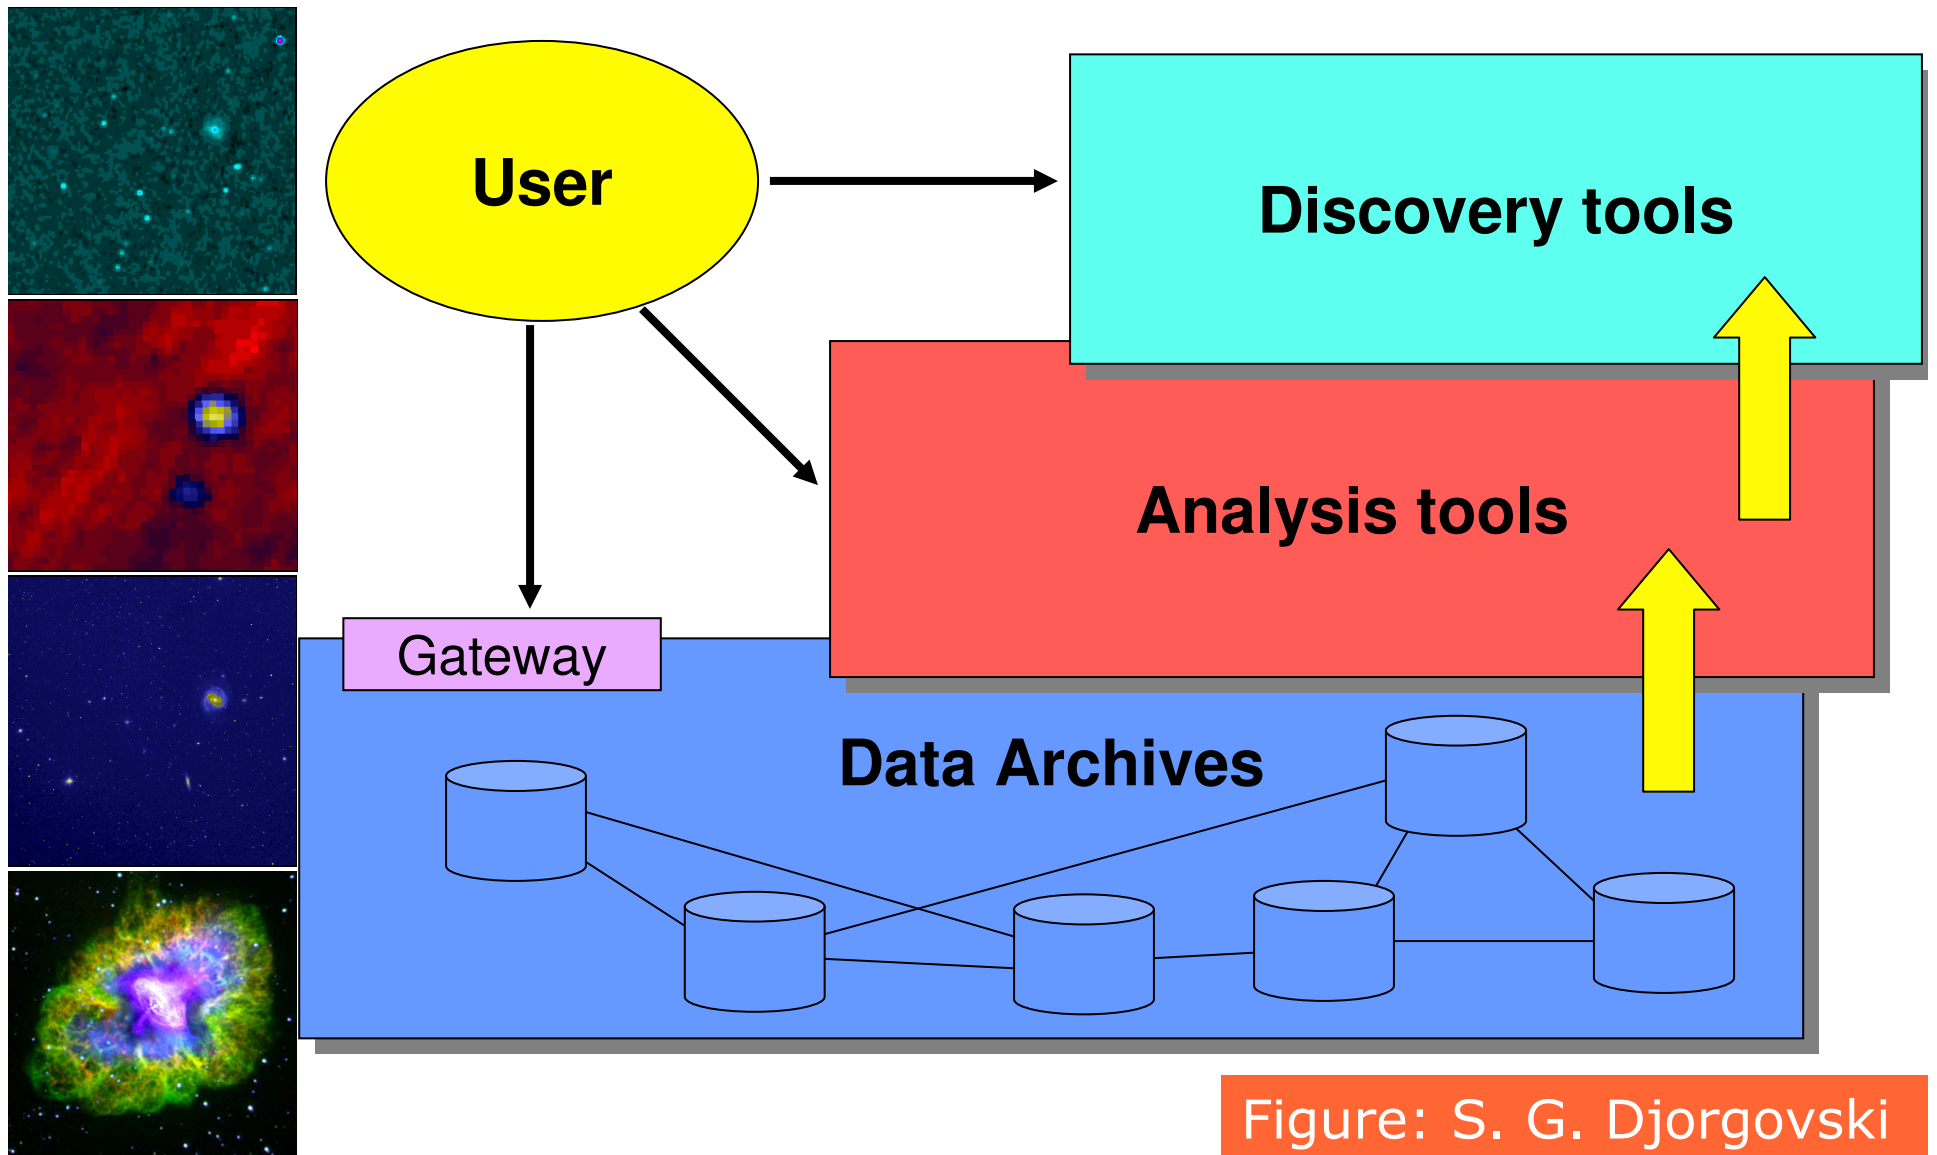 User
Discovery tools
Analysis tools
Gateway
Data Archives
Figure: S. G. Djorgovski